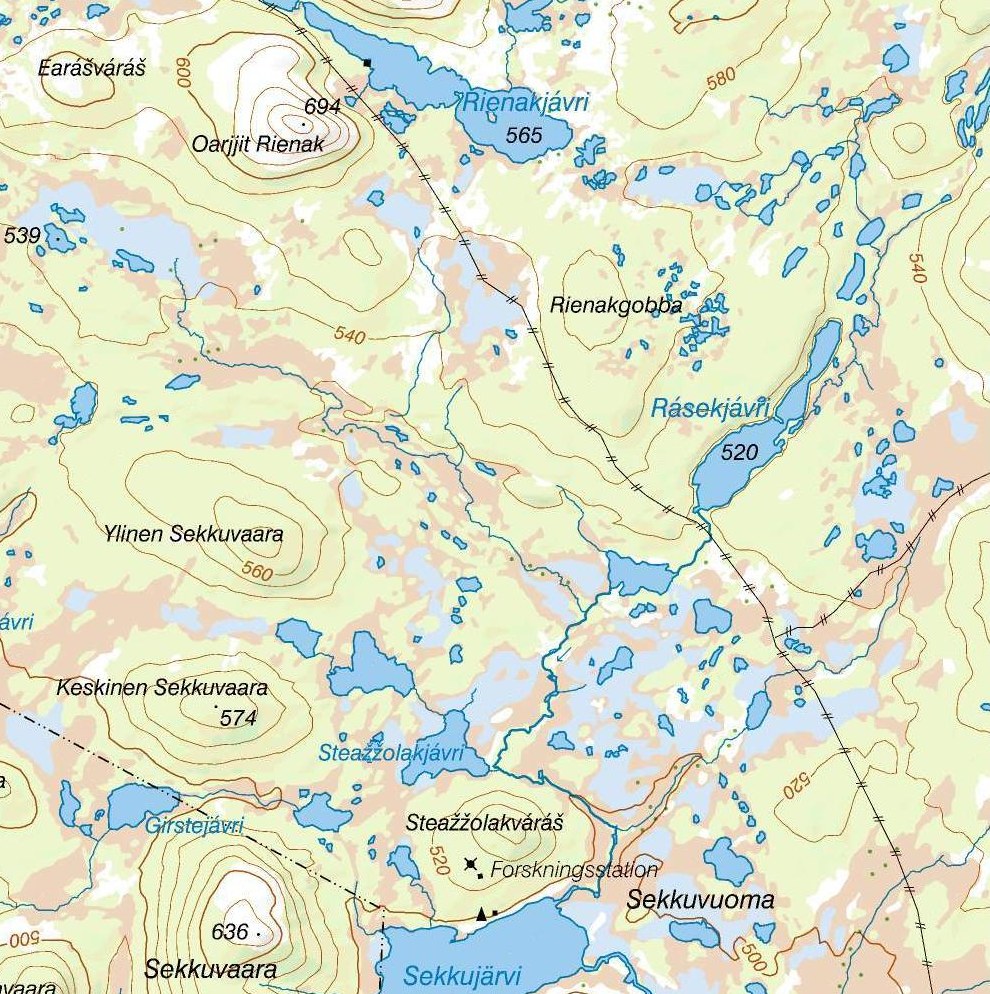 Earášváráš
600
580
694
Rienakjávri
565
Oarjjit Rienak
539
540
Rienakgobba
540
Rásekjávri
520
Ylinen Sekkuvaara
560
ávri
Keskinen Sekkuvaara
574
Steažžolakjávri
520
a
Girstejávri
Steažžolakváráš
520
Forskningsstation
Sekkuvuoma
636
500
500
Sekkuvaara
Sekkujärvi
vaara